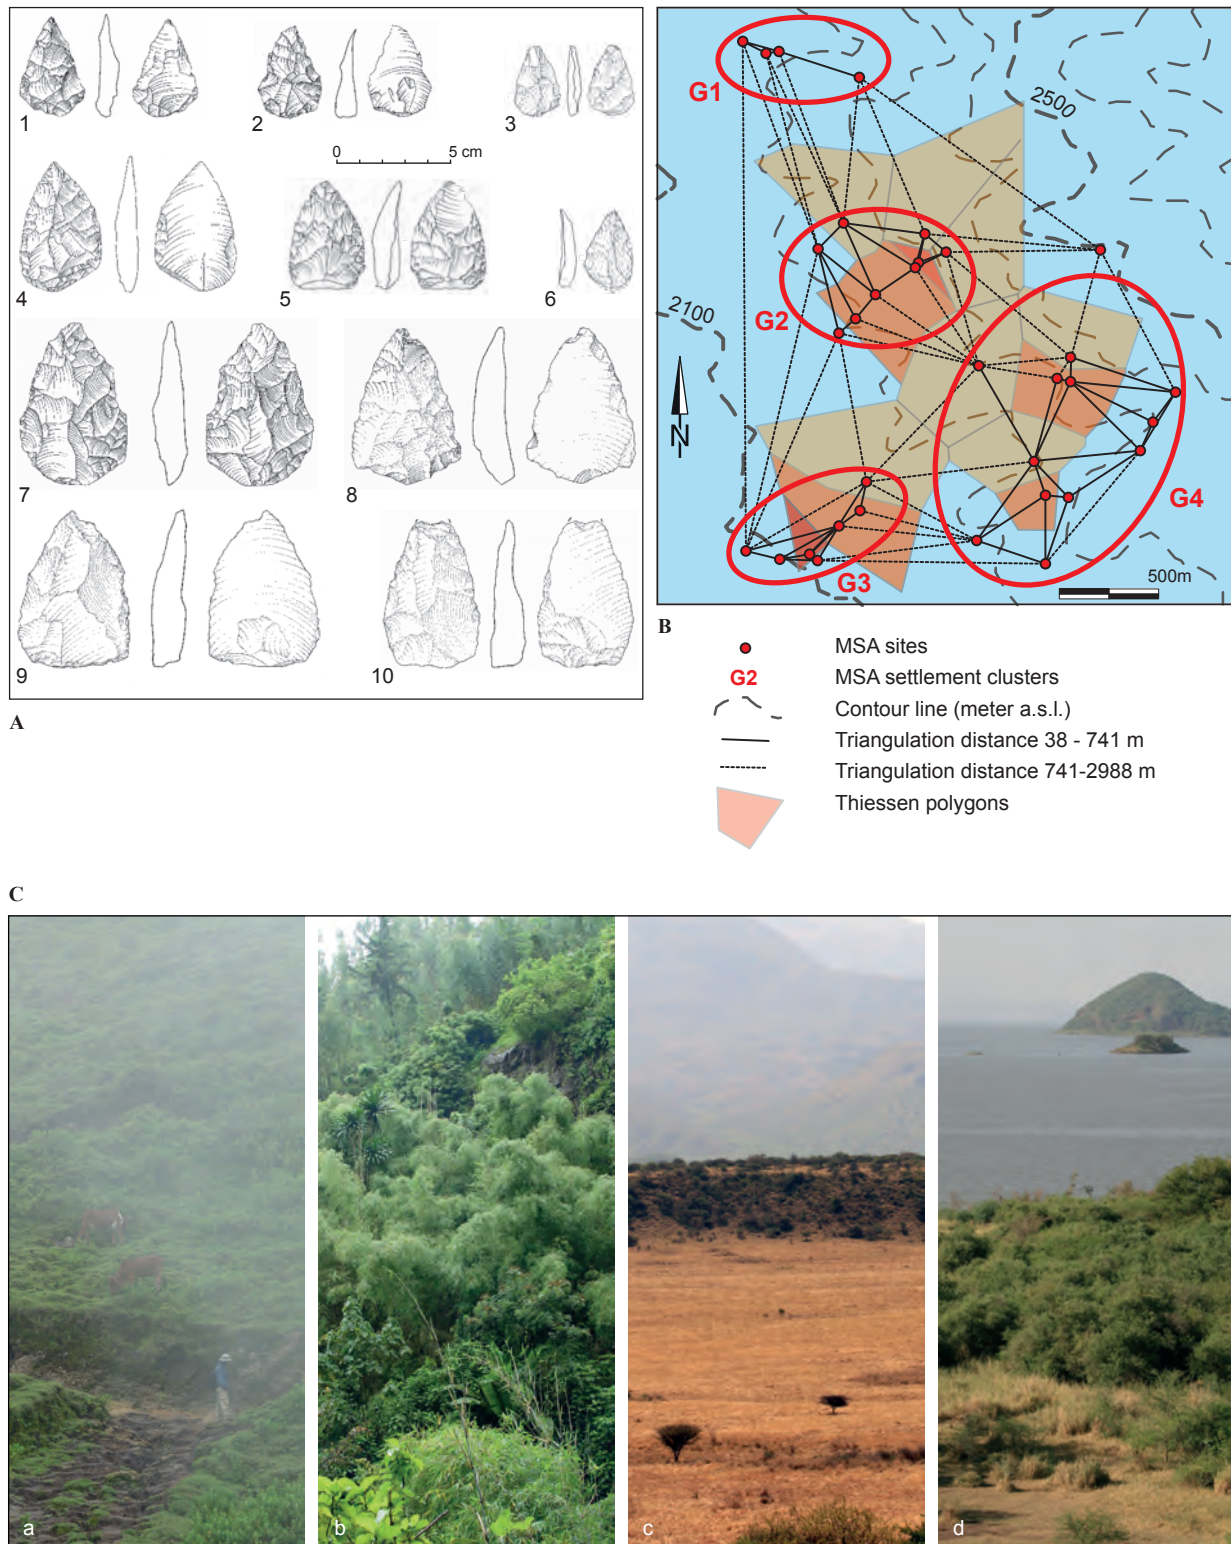 1
2
3
0 5 cm
4
5
6
7
8
9
10
A
G1
2500
G2
2100
N
G4
G3
500m
B
MSA sites
G2 MSA settlement clusters
Contour line (meter a.s.l.)
Triangulation distance 38 - 741 m
Triangulation distance 741-2988 m
Thiessen polygons
C
a
b
c
d